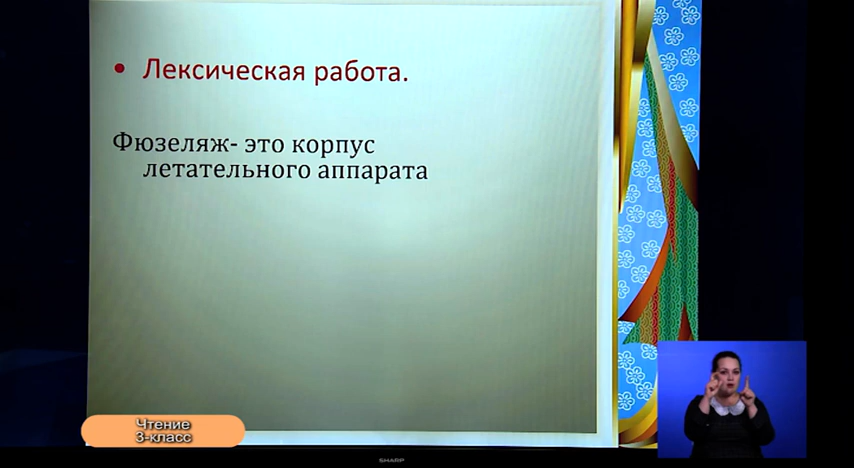 • Лексическая работа.
Фюзеляж- это корпус
летательного аппарата
Чтение
3-класс
SHARP